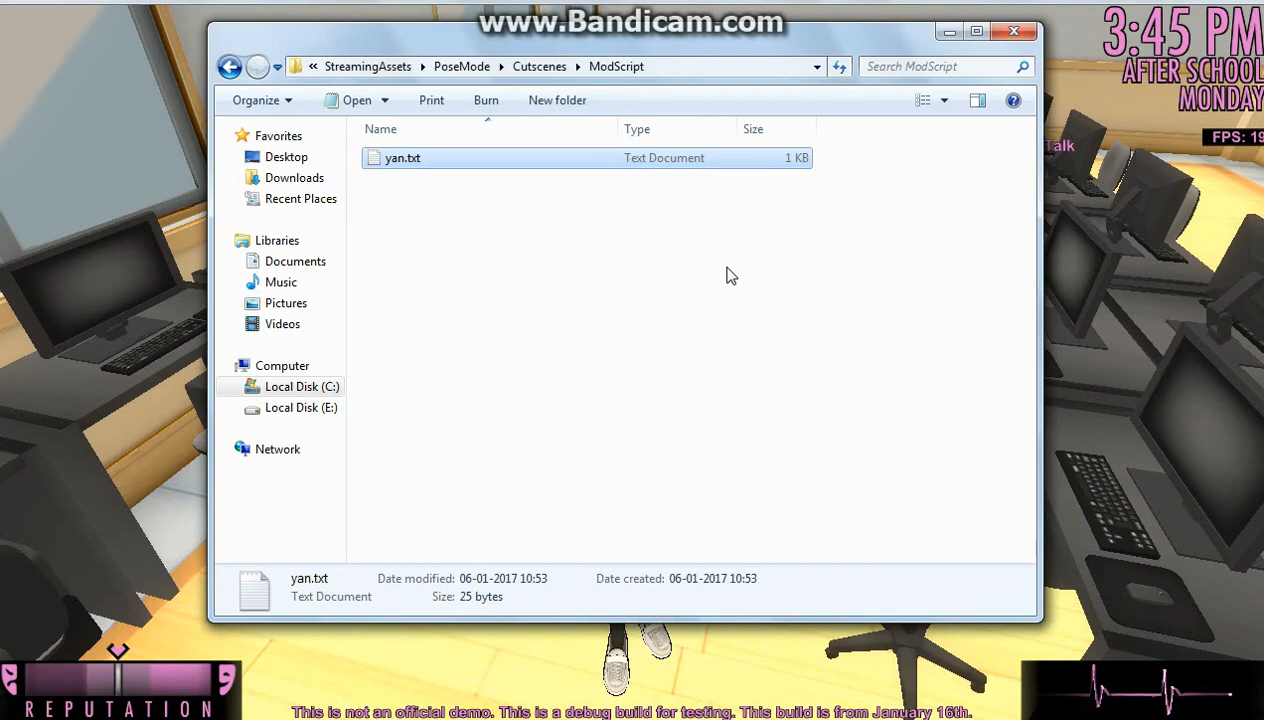 www.Bandicam.com
3:45 PM
AFTER SCHOOL
MONDAY
FPS: 19
Talk
« StreamingAssets PoseMode Cutscenes ModScript
Search ModScript
Organize Open Print Burn New folder
Name Type Size
yan.txt Text Document 1 KB
Favorites
Desktop
Downloads
Recent Places
Libraries
Documents
Music
Pictures
Videos
Computer
Local Disk (C:)
Local Disk (E:)
Network
yan.txt Date modified: 06-01-2017 10:53 Date created: 06-01-2017 10:53
Text Document Size: 25 bytes
REPUTATION
This is not an official demo. This is a debug build for testing. This build is from January 16th.